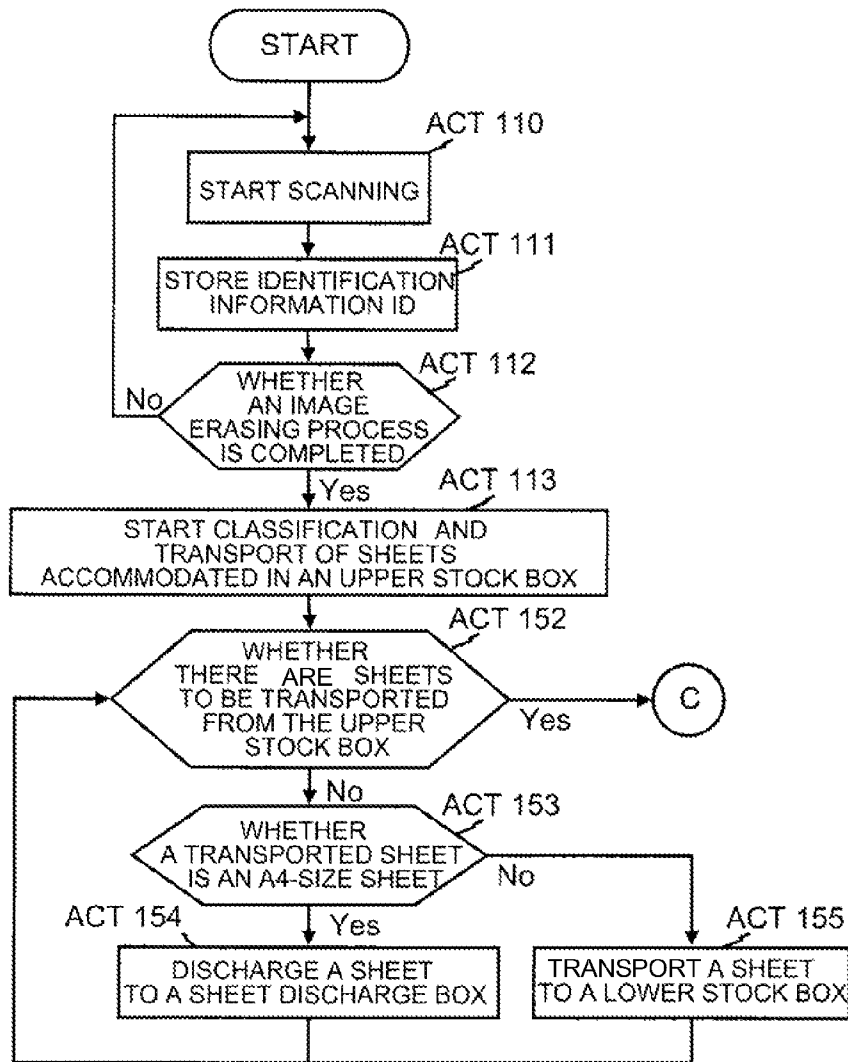 START
ACT 110
START SCANNING
ACT 111
STORE IDENTIFICATION
INFORMATION ID
ACT 112
WHETHER
AN IMAGE
ERASING PROCESS
IS COMPLETED
No
Yes
ACT 113
START CLASSIFICATION AND
TRANSPORT OF SHEETS
ACCOMMODATED IN AN UPPER STOCK BOX
ACT 152
WHETHER
THERE ARE SHEETS
TO BE TRANSPORTED
FROM THE UPPER
STOCK BOX
Yes
C
No
ACT 153
WHETHER
A TRANSPORTED SHEET
IS AN A4-SIZE SHEET
No
Yes
ACT 154
DISCHARGE A SHEET
TO A SHEET DISCHARGE BOX
ACT 155
TRANSPORT A SHEET
TO A LOWER STOCK BOX